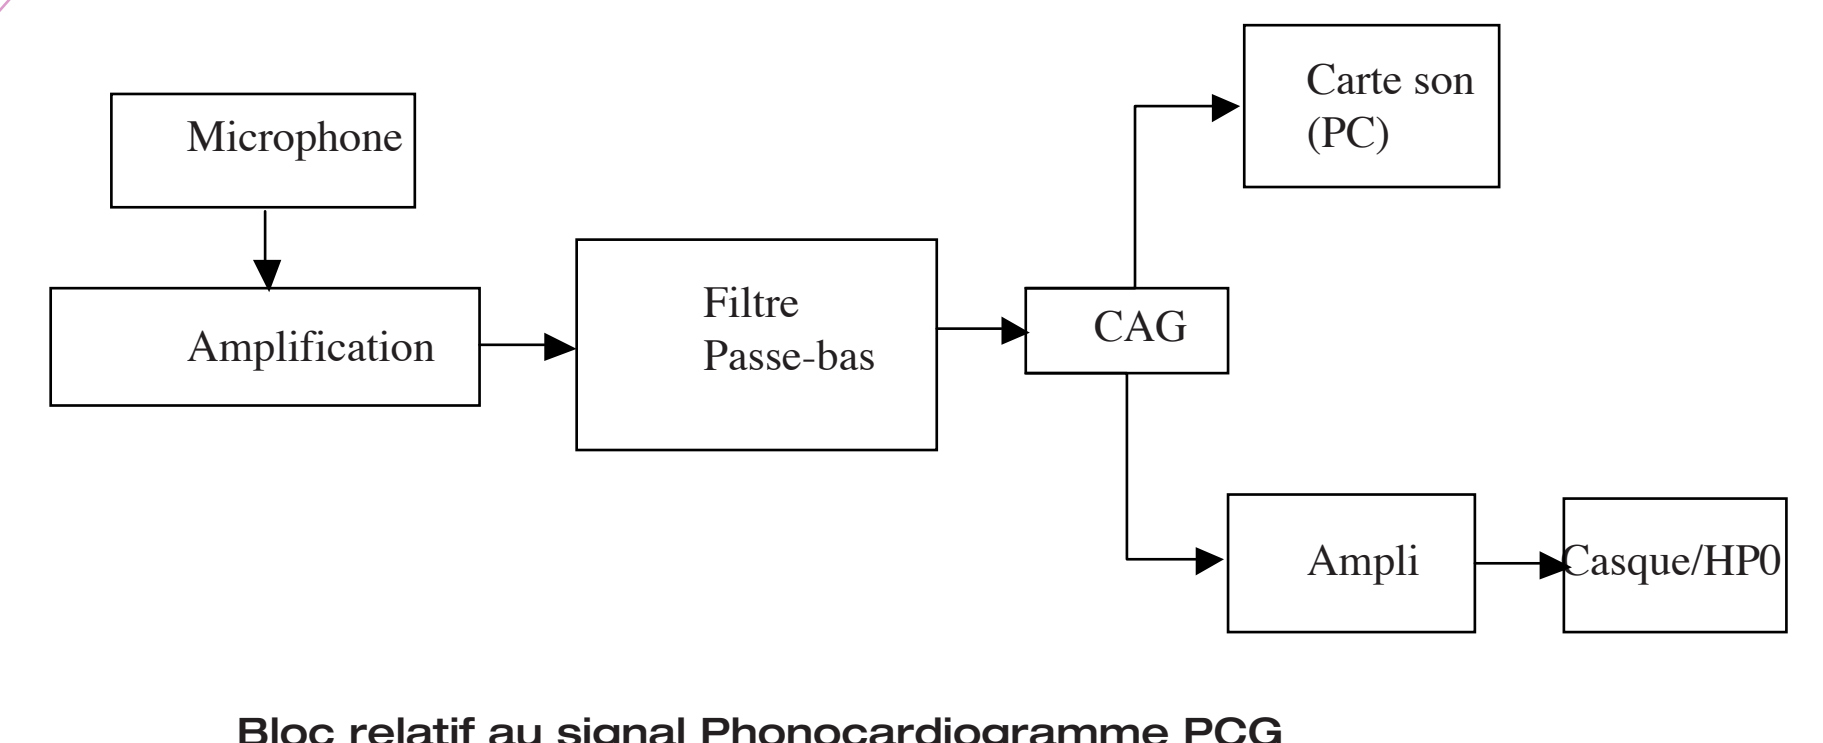 Carte son
(PC)
Microphone
Amplification
Filtre
Passe-bas
CAG
Ampli
Casque/HP0
Bloc relatif au signal Phonocardiogramme PCG